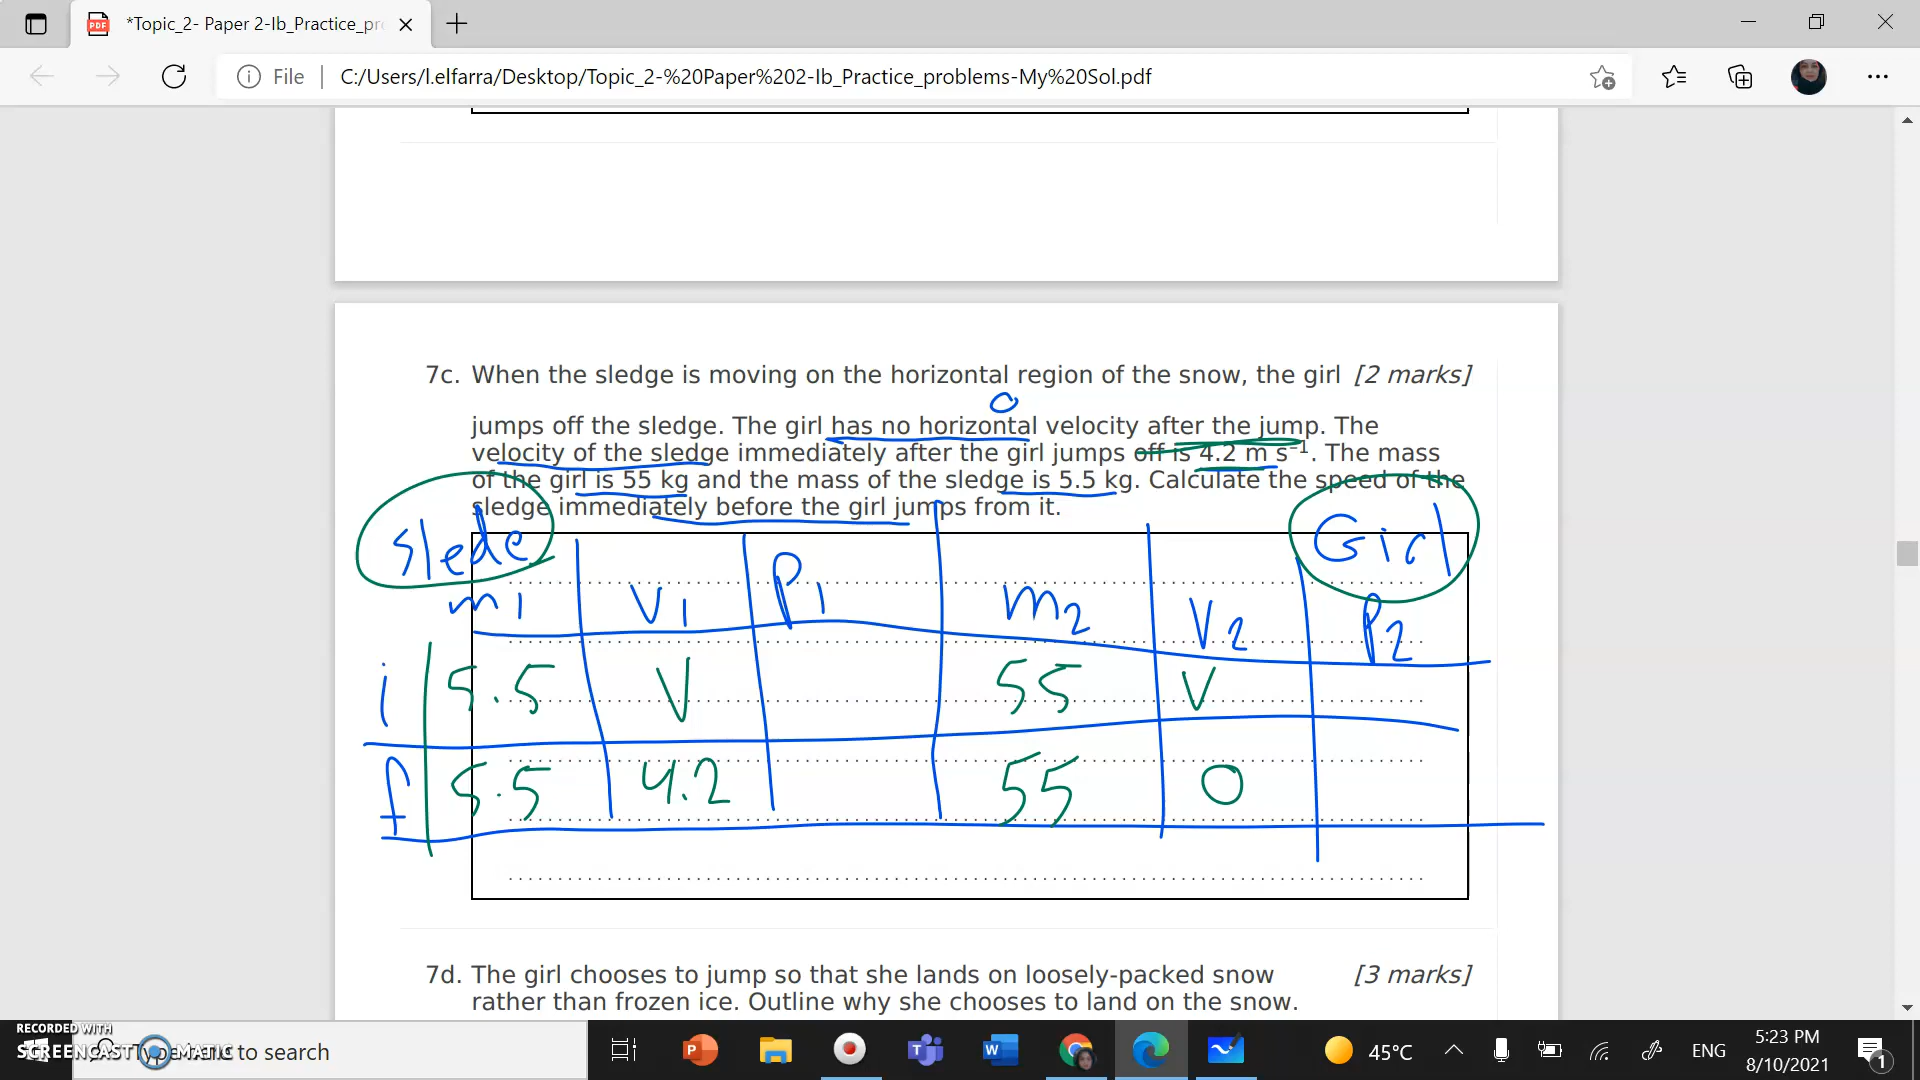 *Topic_2- Paper 2-Ib_Practice_pr
File
C:/Users/l.elfarra/Desktop/Topic_2-%20Paper%202-Ib_Practice_problems-My%20Sol.pdf
7c. When the sledge is moving on the horizontal region of the snow, the girl [2 marks]
0
jumps off the sledge. The girl has no horizontal velocity after the jump. The
velocity of the sledge immediately after the girl jumps off is 4.2 m s⁻¹. The mass
of the girl is 55 kg and the mass of the sledge is 5.5 kg. Calculate the speed of the
sledge immediately before the girl jumps from it.
Slede Girl
m1 V1 P1 m2 V2 P2
i 5.5 V 55 V
f 5.5 4.2 55 0
7d. The girl chooses to jump so that she lands on loosely-packed snow [3 marks]
rather than frozen ice. Outline why she chooses to land on the snow.
RECORDED WITH
SCREENCAST MATIC
to search
45°C
ENG
5:23 PM
8/10/2021
1